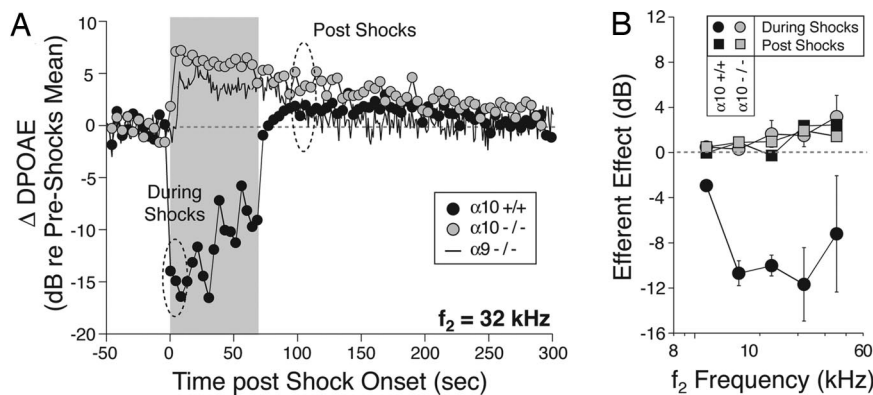 A
Δ DPOAE
(dB re Pre-Shocks Mean)
10
5
0
-5
-10
-15
-20
Post Shocks
During
Shocks
α10 +/+
α10 -/-
α9 -/-
f2 = 32 kHz
-50
0
50
100
150
200
250
300
Time post Shock Onset (sec)
B
Efferent Effect (dB)
12
8
4
0
-4
-8
-12
-16
During Shocks
Post Shocks
α10 +/+
α10 -/-
8
10
60
f2 Frequency (kHz)